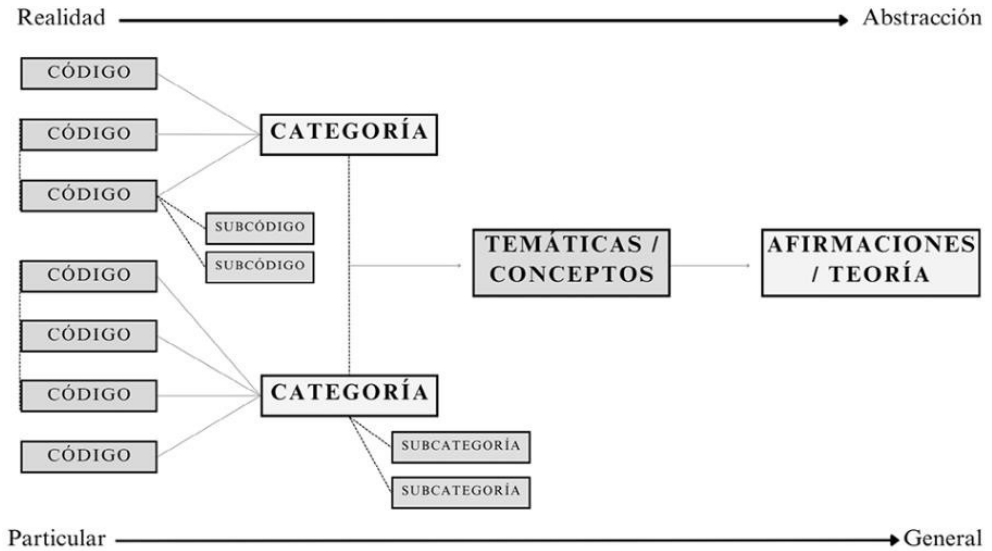 Realidad
Abstracción
CÓDIGO
CÓDIGO
CATEGORÍA
CÓDIGO
SUBCÓDIGO
SUBCÓDIGO
TEMÁTICAS /
CONCEPTOS
AFIRMACIONES
/ TEORÍA
CÓDIGO
CÓDIGO
CÓDIGO
CATEGORÍA
CÓDIGO
SUBCATEGORÍA
SUBCATEGORÍA
Particular
General